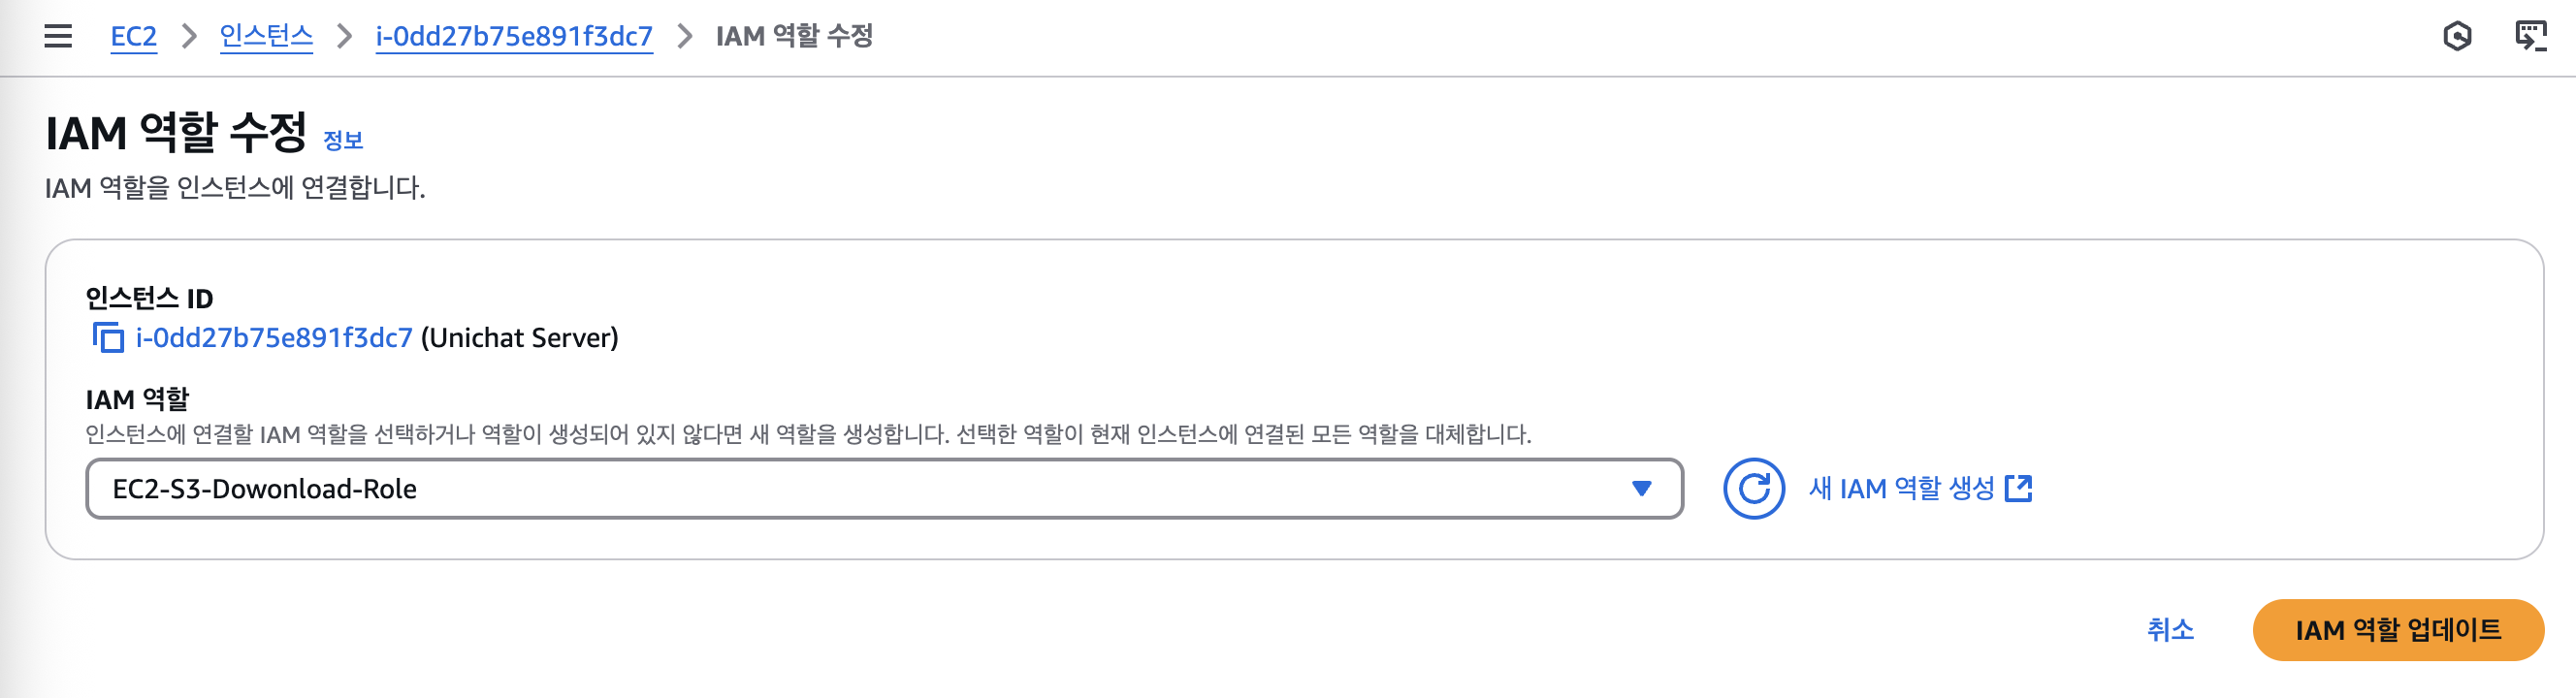 EC2 > 인스턴스 > i-0dd27b75e891f3dc7 > IAM 역할 수정
IAM 역할 수정 정보
IAM 역할을 인스턴스에 연결합니다.
인스턴스 ID
i-0dd27b75e891f3dc7 (Unichat Server)
IAM 역할
인스턴스에 연결할 IAM 역할을 선택하거나 역할이 생성되어 있지 않다면 새 역할을 생성합니다. 선택한 역할이 현재 인스턴스에 연결된 모든 역할을 대체합니다.
EC2-S3-Dowonload-Role
새 IAM 역할 생성
취소
IAM 역할 업데이트